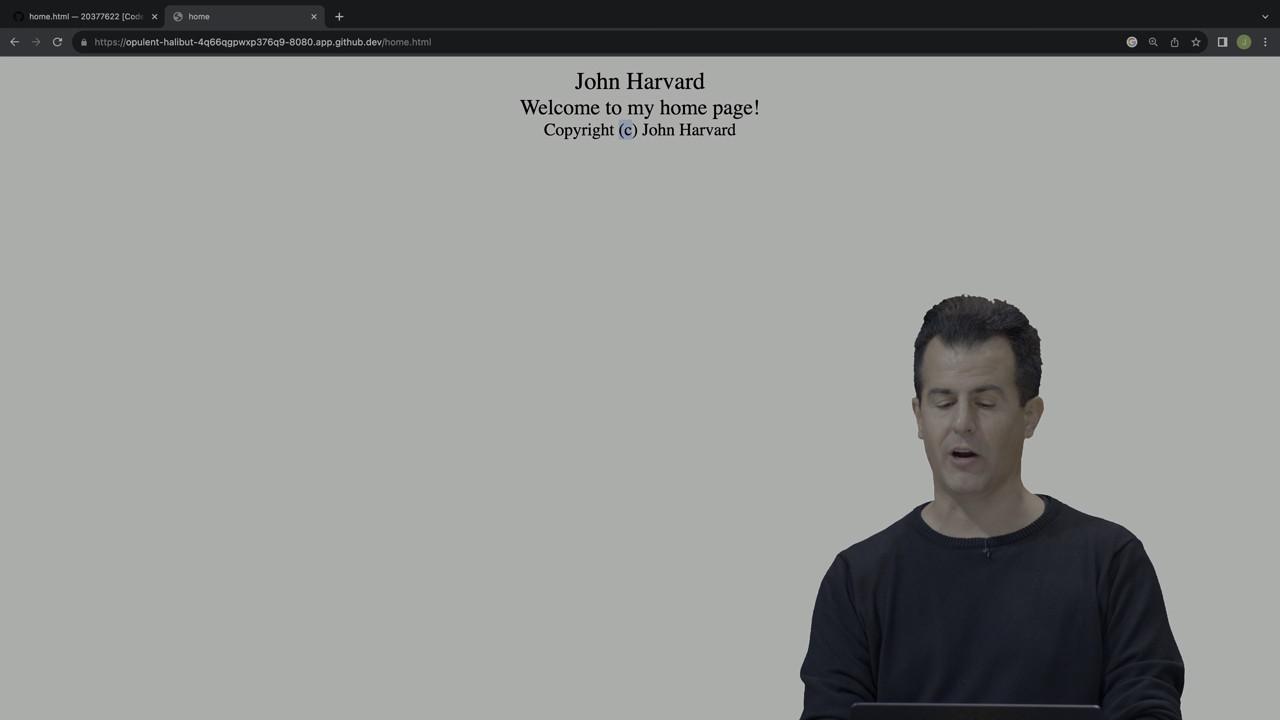 home.html — 20377622 [Code
home
https://opulent-halibut-4q66qgpwxp376q9-8080.app.github.dev/home.html
J
John Harvard
Welcome to my home page!
Copyright (c) John Harvard